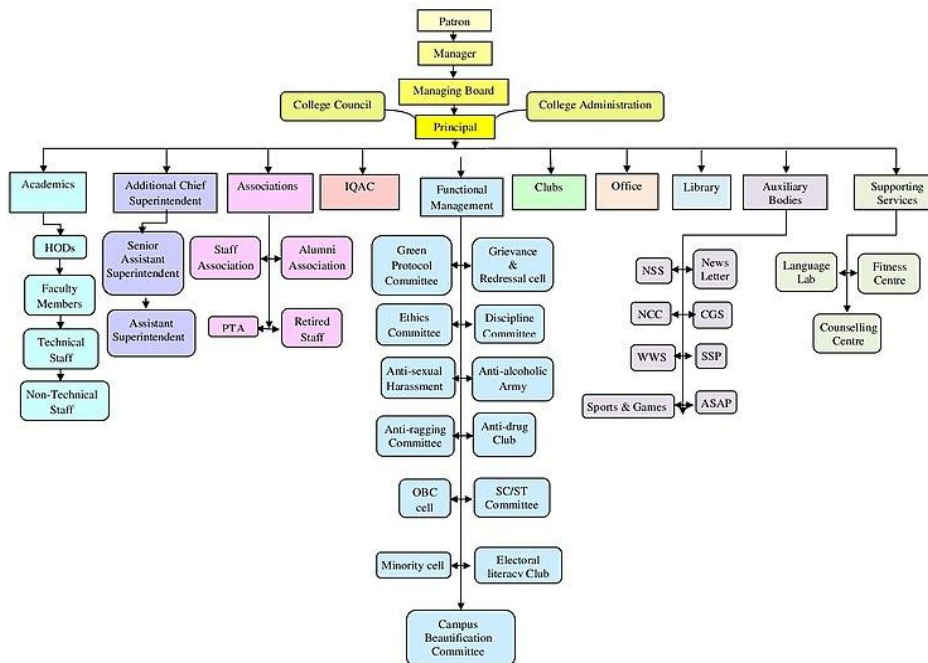 Patron
Manager
Managing Board
College Council
College Administration
Principal
Academics
Additional Chief
Superintendent
Associations
IQAC
Functional
Management
Clubs
Office
Library
Auxiliary
Bodies
Supporting
Services
HODs
Faculty
Members
Technical
Staff
Non-Technical
Staff
Senior
Assistant
Superintendent
Assistant
Superintendent
Staff
Association
Alumni
Association
PTA
Retired
Staff
Green
Protocol
Committee
Grievance
&
Redressal cell
Ethics
Committee
Discipline
Committee
Anti-sexual
Harassment
Anti-alcoholic
Army
Anti-ragging
Committee
Anti-drug
Club
OBC
cell
SC/ST
Committee
Minority cell
Electoral
literacy Club
Campus
Beautification
Committee
NSS
News
Letter
NCC
CGS
WWS
SSP
Sports & Games
ASAP
Language
Lab
Fitness
Centre
Counselling
Centre